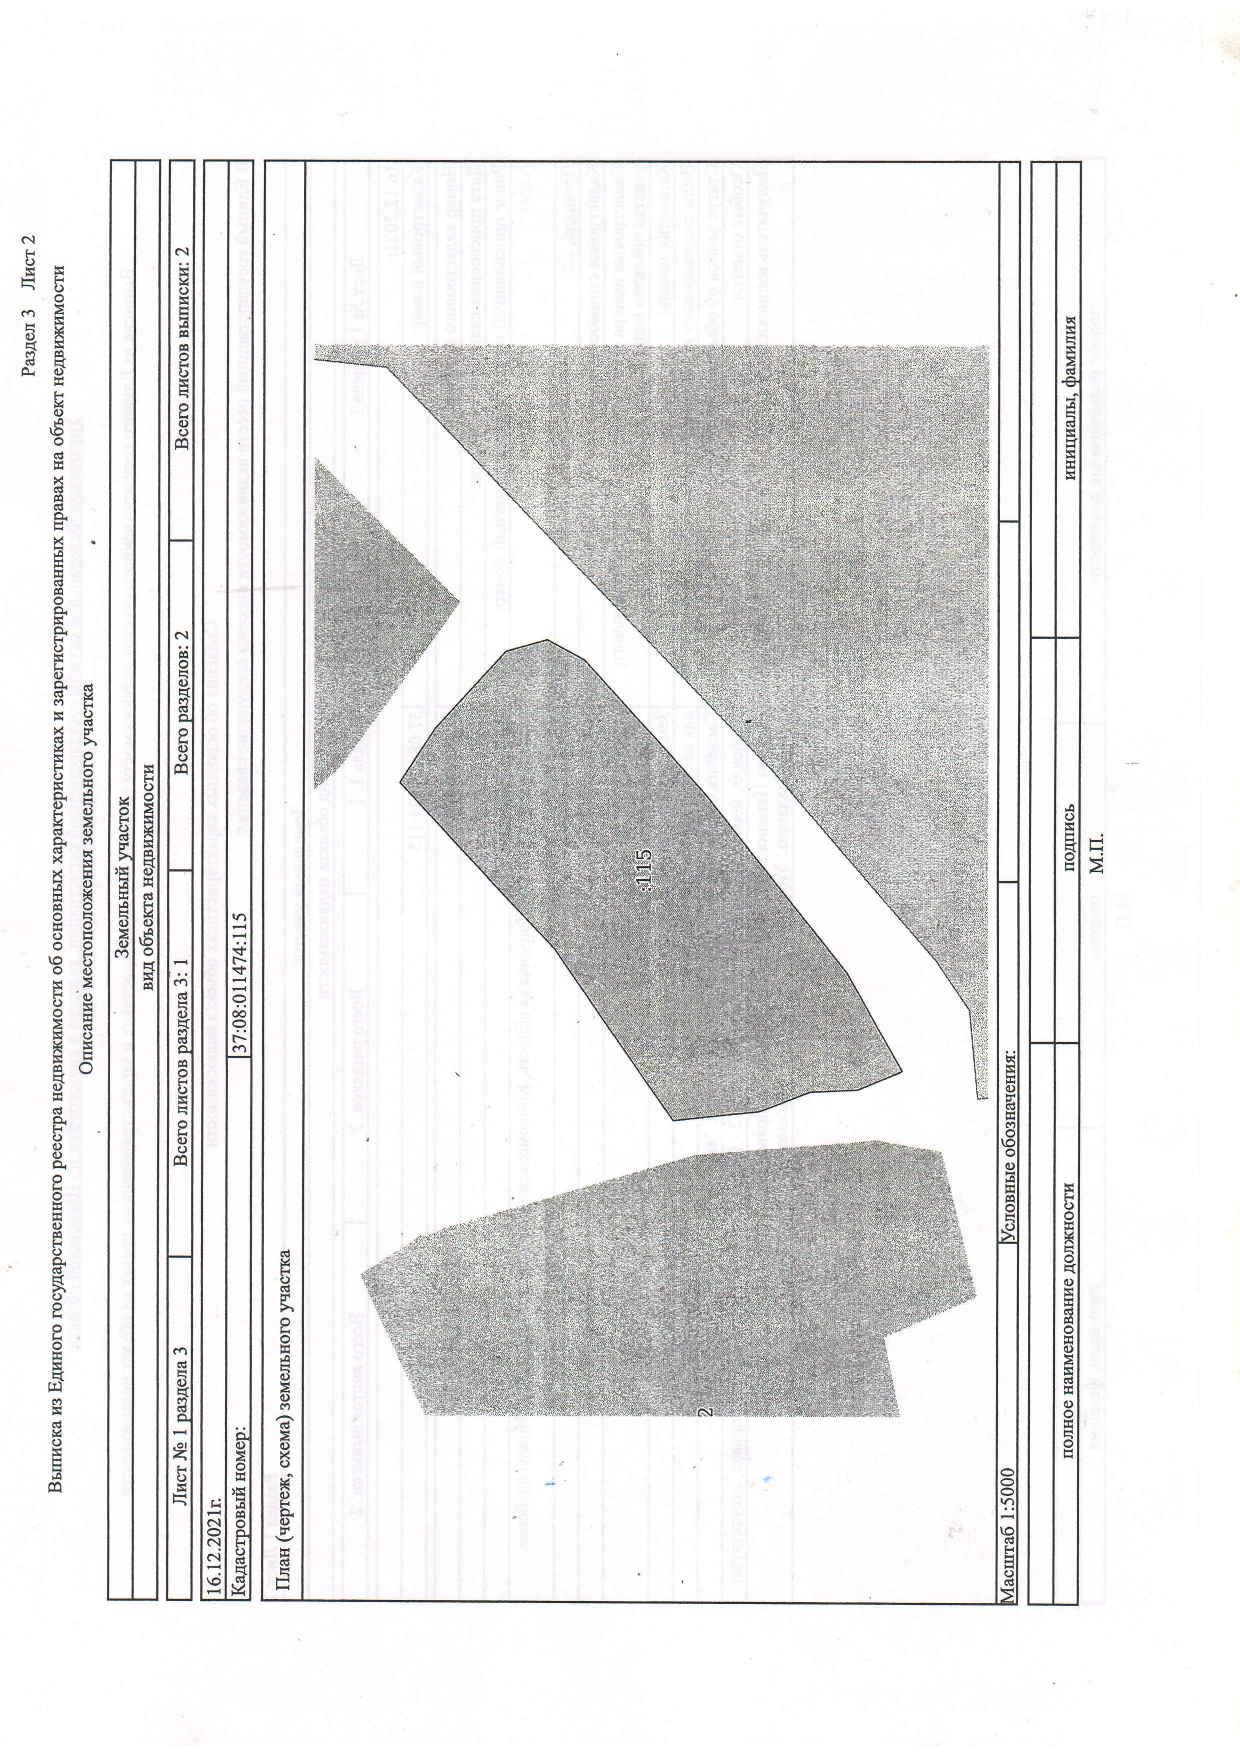 Раздел 3 Лист 2
Выписка из Единого государственного реестра недвижимости об основных характеристиках и зарегистрированных правах на объект недвижимости
Описание местоположения земельного участка
Земельный участок
вид объекта недвижимости
Лист № 1 раздела 3 Всего листов раздела 3: 1 Всего разделов: 2 Всего листов выписки: 2
16.12.2021г.
Кадастровый номер: 37:08:011474:115
План (чертеж, схема) земельного участка
:115
2
Масштаб 1:5000 Условные обозначения:
полное наименование должности подпись инициалы, фамилия
М.П.